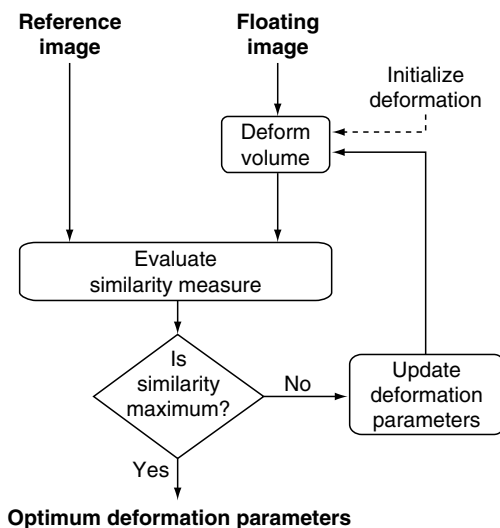 Reference
image
Floating
image
Initialize
deformation
Deform
volume
Evaluate
similarity measure
Is
similarity
maximum?
No
Update
deformation
parameters
Yes
Optimum deformation parameters